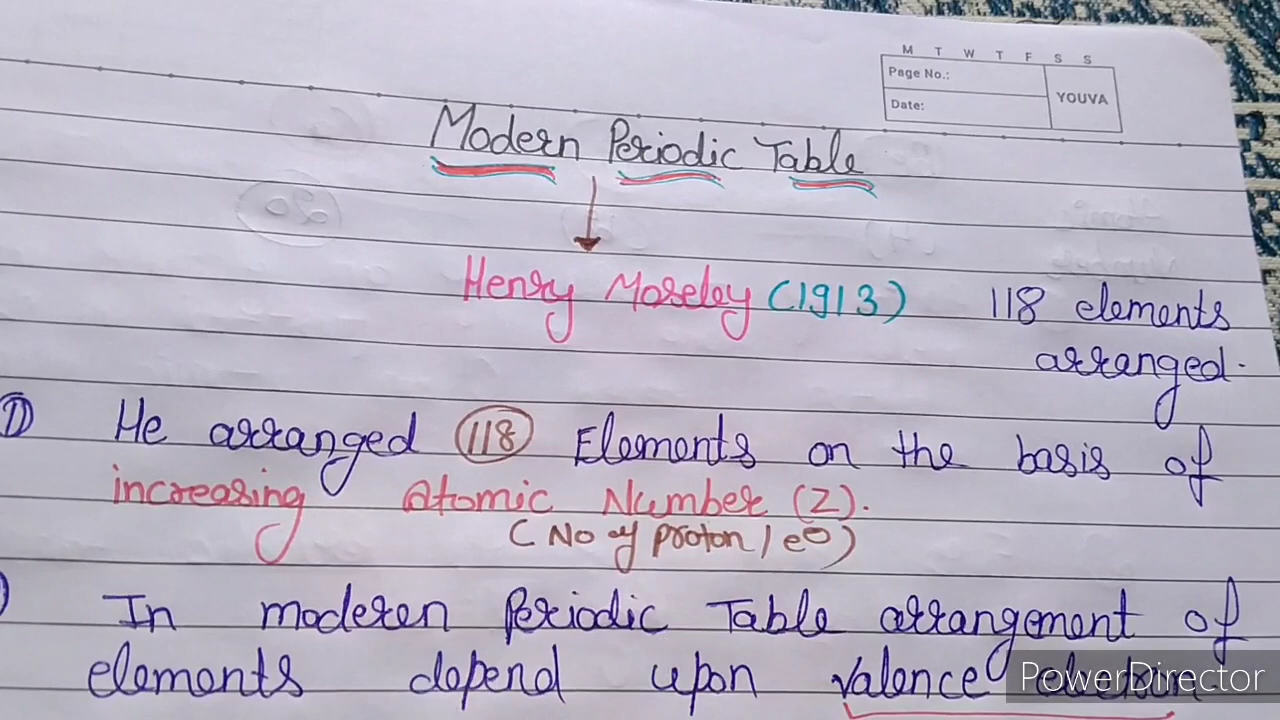 M T W T F S S
Page No.:
YOUVA
Date:
Modern Periodic Table
Henry Moseley (1913) 118 elements
arranged.
1) He arranged 118 Elements on the basis of
increasing Atomic Number (Z).
(No of proton / e⊖)
In moderen Periodic Table arrangement of
elements depend upon valence electron.
PowerDirector